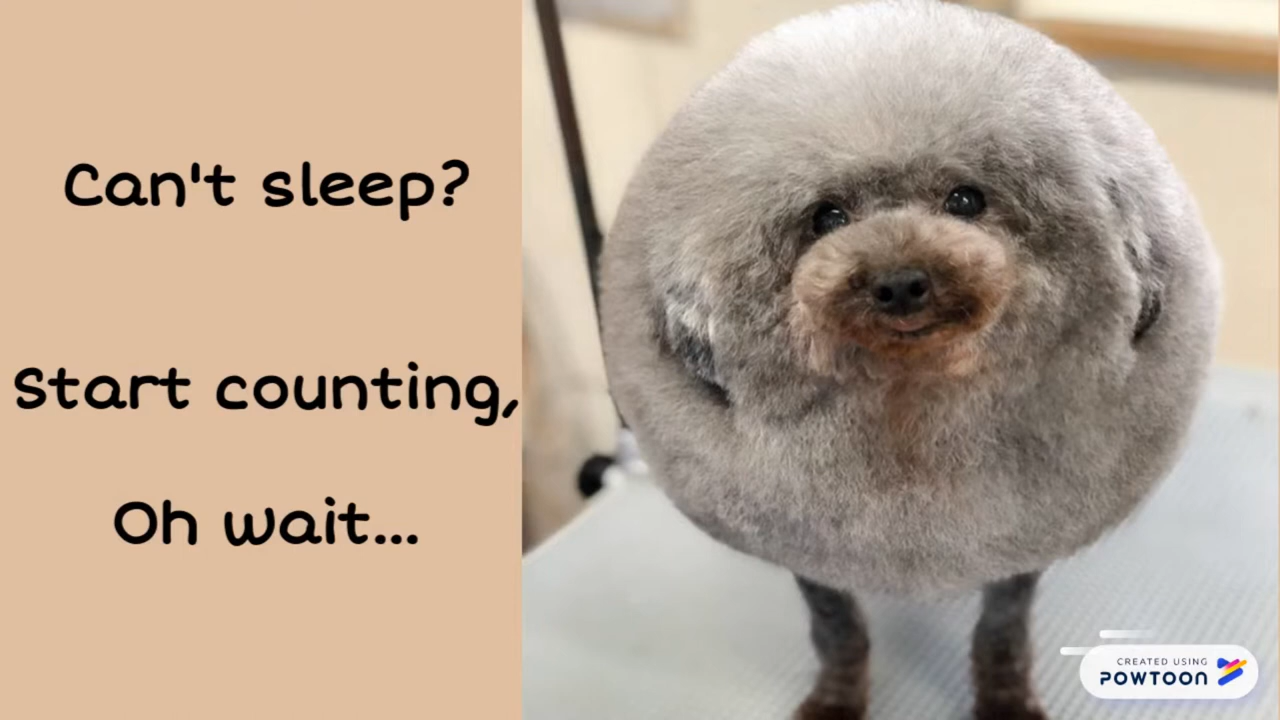 Can't sleep?
Start counting,
Oh wait...
CREATED USING
POWTOON